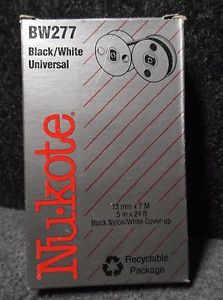 BW277
Black/White
Universal
13 mm x 7 M
.5 in x 24 ft
Black Nylon/White Cover-up
Nu-kote
Recyclable
Package